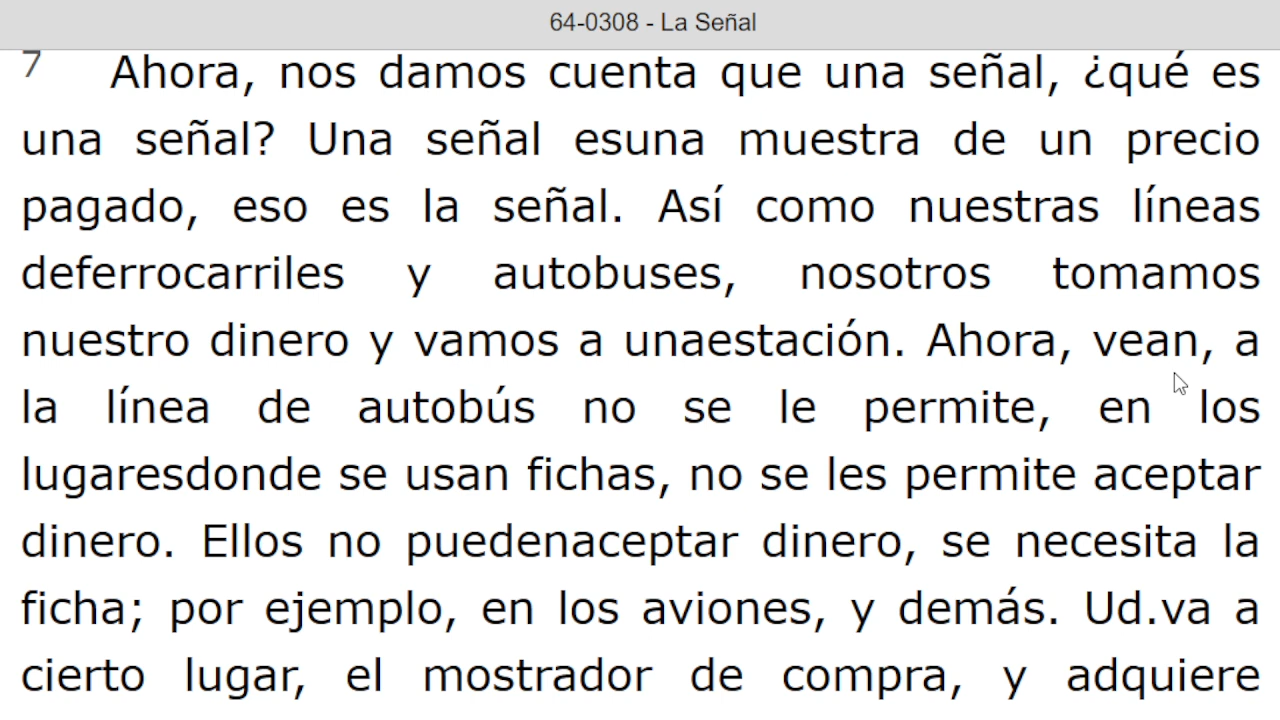 64-0308 - La Señal
7 Ahora, nos damos cuenta que una señal, ¿qué es
una señal? Una señal esuna muestra de un precio
pagado, eso es la señal. Así como nuestras líneas
deferrocarriles y autobuses, nosotros tomamos
nuestro dinero y vamos a unaestación. Ahora, vean, a
la línea de autobús no se le permite, en los
lugaresdonde se usan fichas, no se les permite aceptar
dinero. Ellos no puedenaceptar dinero, se necesita la
ficha; por ejemplo, en los aviones, y demás. Ud.va a
cierto lugar, el mostrador de compra, y adquiere